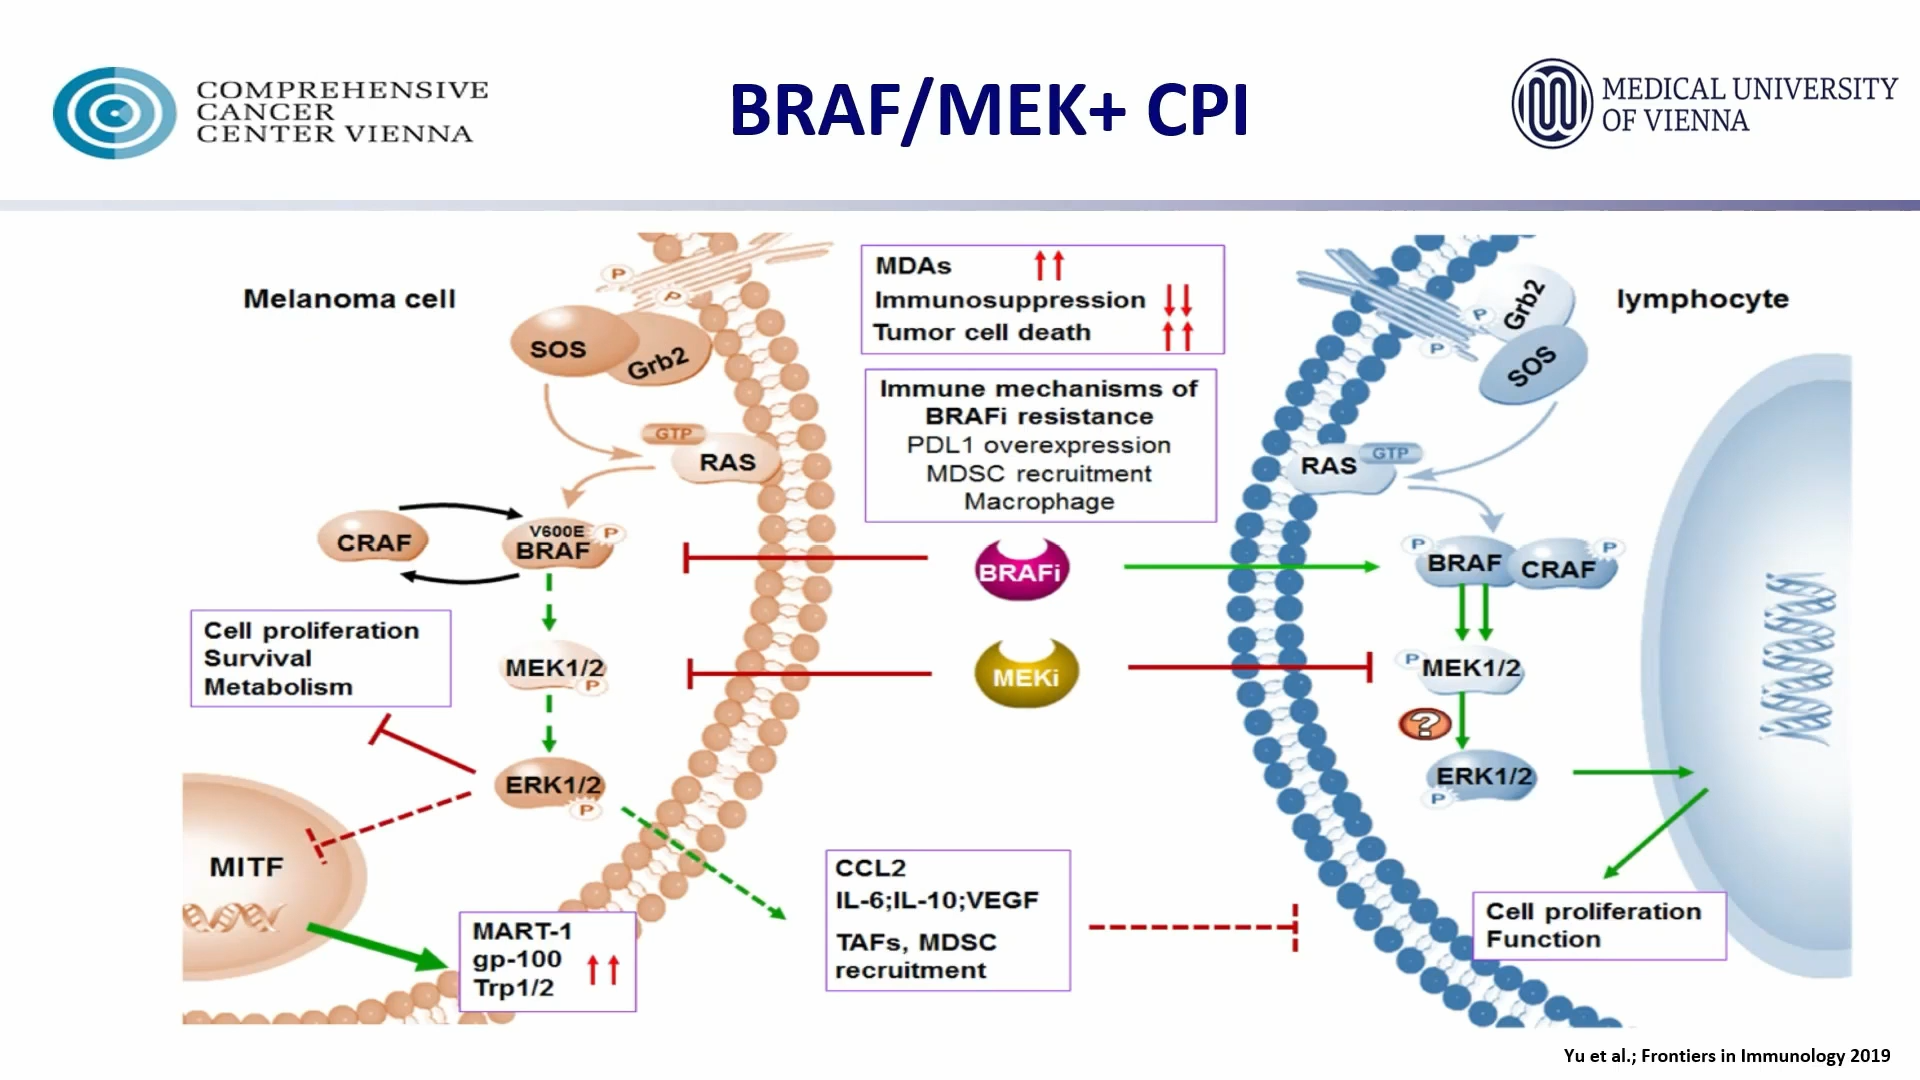 COMPREHENSIVE
CANCER
CENTER VIENNA
BRAF/MEK+ CPI
MEDICAL UNIVERSITY
OF VIENNA
Melanoma cell
P
P
SOS
Grb2
GTP
RAS
CRAF
V600E
BRAF
P
MEK1/2
P
ERK1/2
P
Cell proliferation
Survival
Metabolism
MITF
MART-1
gp-100
Trp1/2
MDAs
Immunosuppression
Tumor cell death
Immune mechanisms of
BRAFi resistance
PDL1 overexpression
MDSC recruitment
Macrophage
BRAFi
MEKi
CCL2
IL-6;IL-10;VEGF
TAFs, MDSC
recruitment
lymphocyte
P
P
Grb2
SOS
RAS
GTP
P
BRAF
CRAF
P
P
MEK1/2
?
ERK1/2
P
Cell proliferation
Function
Yu et al.; Frontiers in Immunology 2019